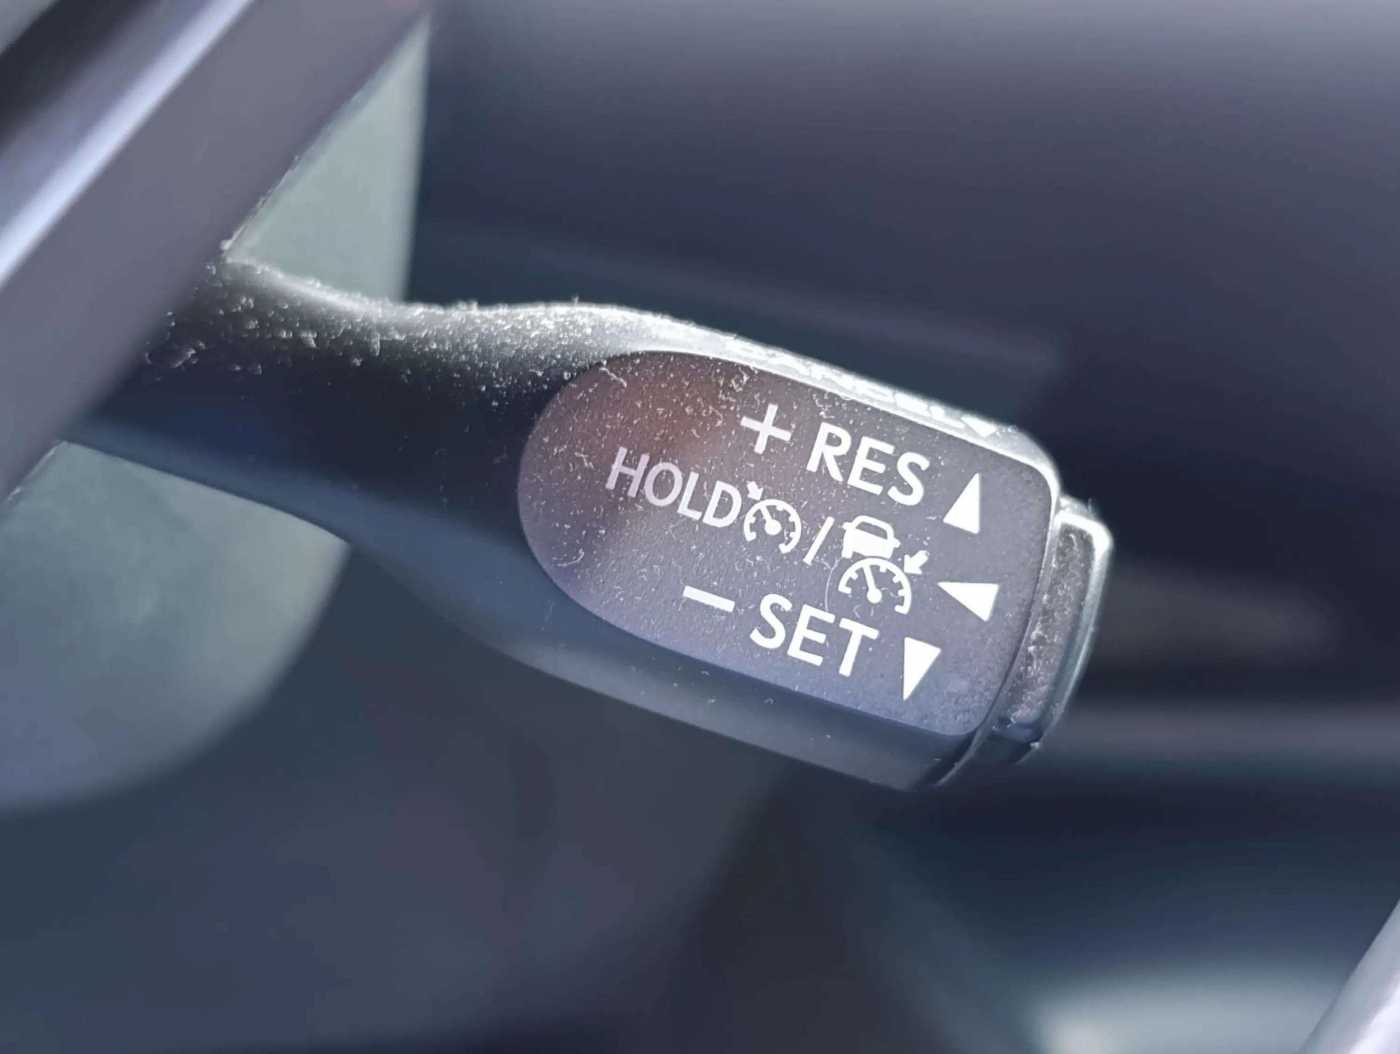 + RES
HOLD /
− SET